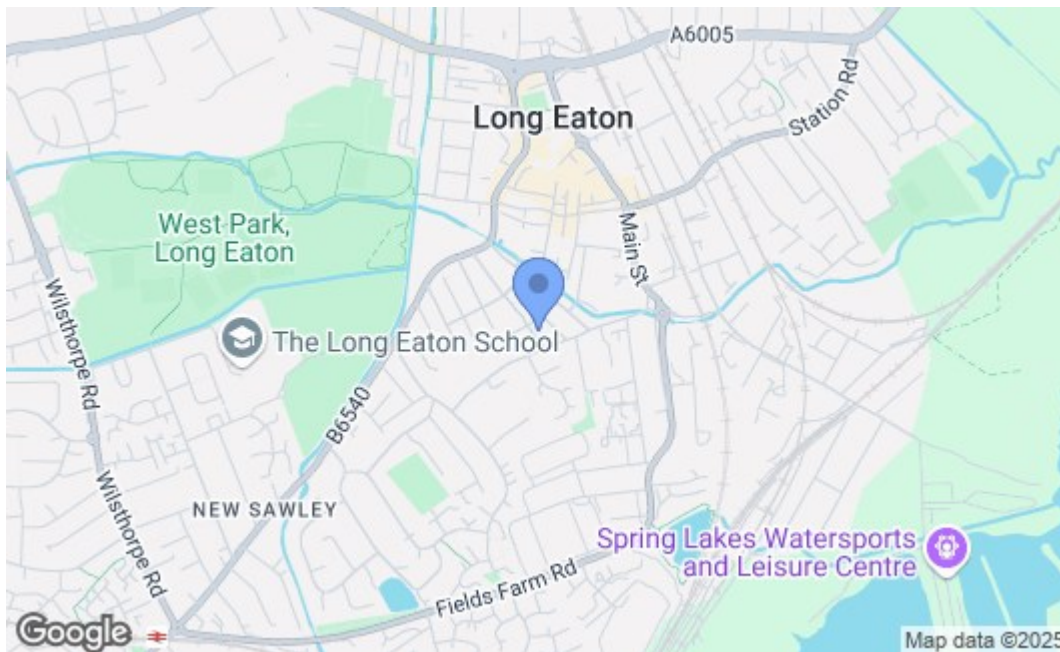 A6005
Long Eaton
Station Rd
West Park,
Long Eaton
Main St
Wilsthorpe Rd
The Long Eaton School
B6540
Wilsthorpe Rd
NEW SAWLEY
Spring Lakes Watersports
and Leisure Centre
Fields Farm Rd
Google
Map data ©2025